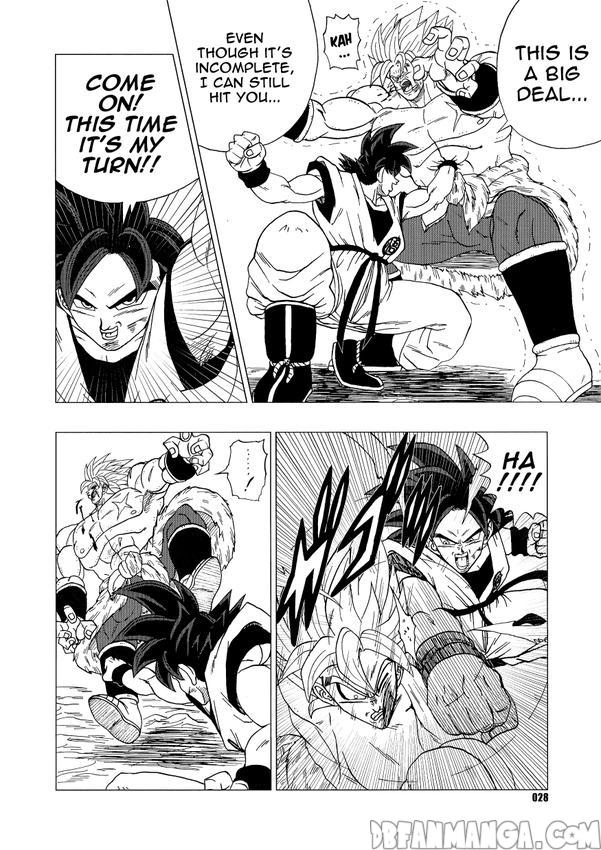 THIS IS
A BIG
DEAL...
KAH
...
EVEN
THOUGH IT'S
INCOMPLETE,
I CAN STILL
HIT YOU...
COME
ON!
THIS TIME
IT'S MY
TURN!!
HA
!!!!
.......
028
DBFANMANGA.COM